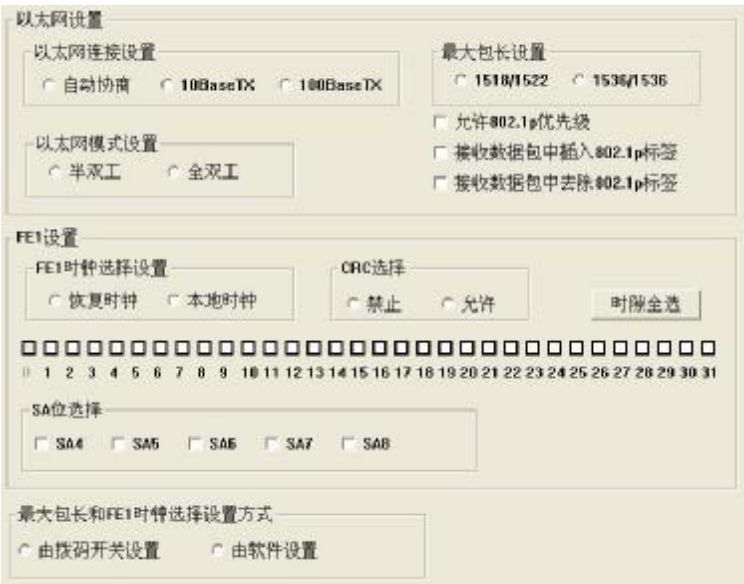 以太网设置
以太网连接设置
自动协商 10BaseTX 100BaseTX
最大包长设置
1518/1522 1536/1536
以太网模式设置
半双工 全双工
允许802.1p优先级
接收数据包中插入802.1p标签
接收数据包中去除802.1p标签
FE1设置
FE1时钟选择设置
恢复时钟 本地时钟
CRC选择
禁止 允许
时隙全选
0 1 2 3 4 5 6 7 8 9 10 11 12 13 14 15 16 17 18 19 20 21 22 23 24 25 26 27 28 29 30 31
SA位选择
SA4 SA5 SA6 SA7 SA8
最大包长和FE1时钟选择设置方式
由拨码开关设置 由软件设置